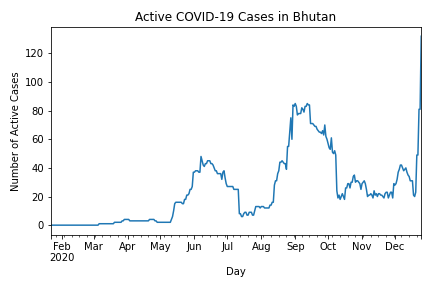 Active COVID-19 Cases in Bhutan
Number of Active Cases
120
100
80
60
40
20
0
Feb Mar Apr May Jun Jul Aug Sep Oct Nov Dec
2020
Day